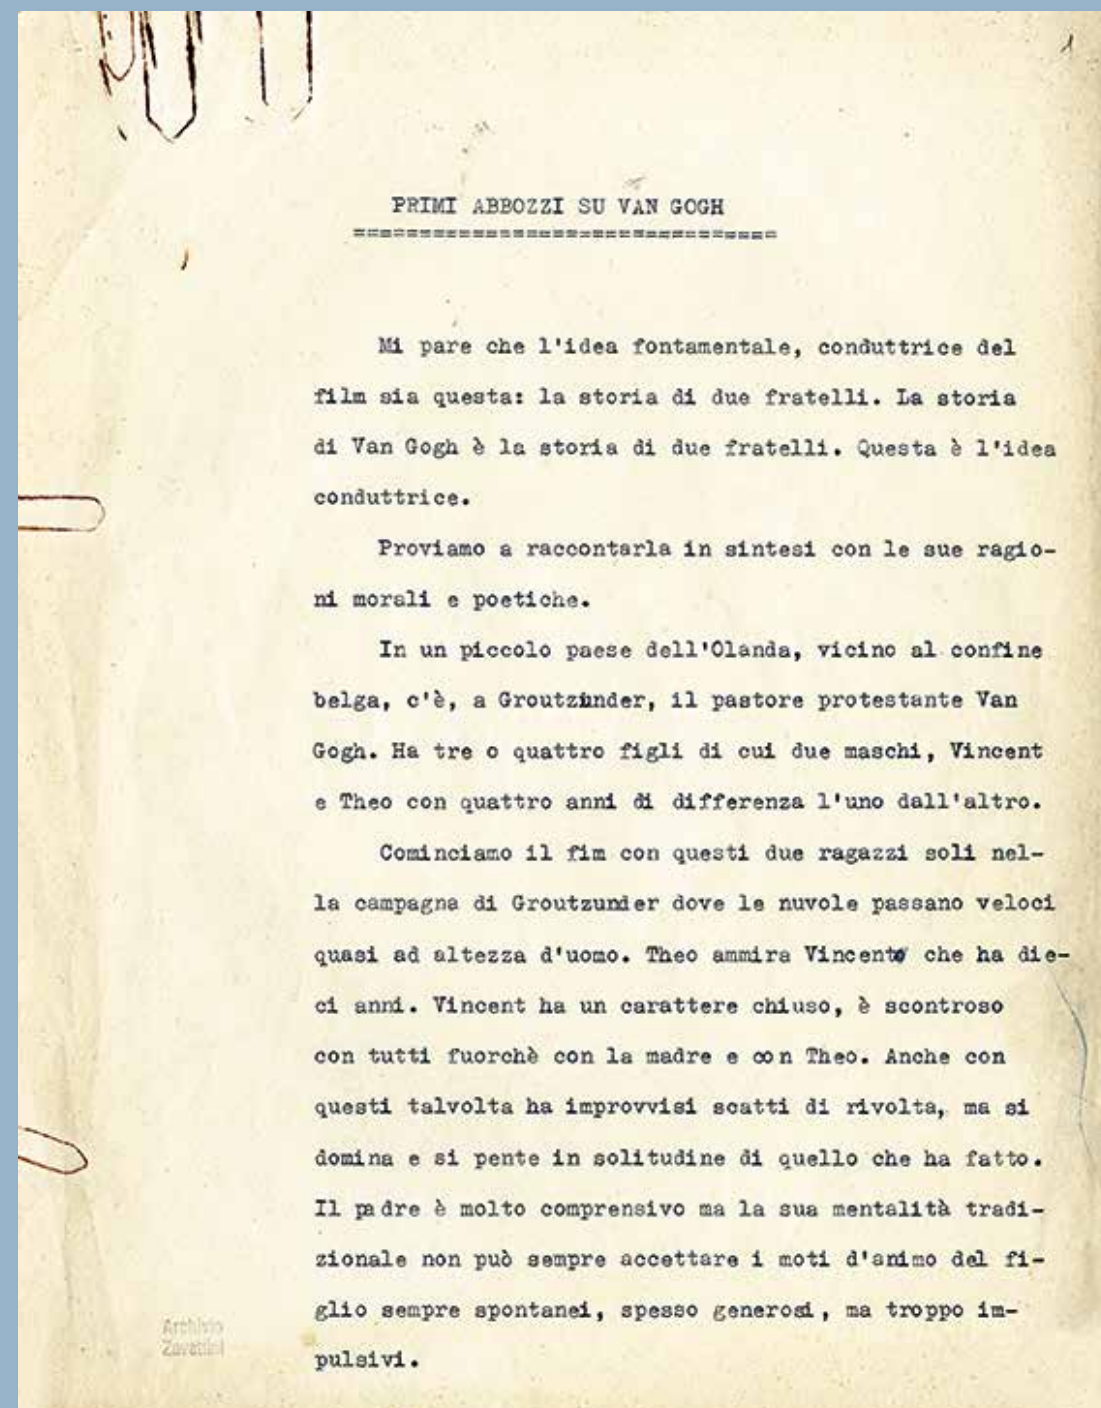 1
PRIMI ABBOZZI SU VAN GOGH
================================
Mi pare che l'idea fontamentale, conduttrice del
film sia questa: la storia di due fratelli. La storia
di Van Gogh è la storia di due fratelli. Questa è l'idea
conduttrice.
Proviamo a raccontarla in sintesi con le sue ragio-
ni morali e poetiche.
In un piccolo paese dell'Olanda, vicino al confine
belga, c'è, a Groutzunder, il pastore protestante Van
Gogh. Ha tre o quattro figli di cui due maschi, Vincent
e Theo con quattro anni di differenza l'uno dall'altro.
Cominciamo il fim con questi due ragazzi soli nel-
la campagna di Groutzunder dove le nuvole passano veloci
quasi ad altezza d'uomo. Theo ammira Vincent che ha die-
ci anni. Vincent ha un carattere chiuso, è scontroso
con tutti fuorchè con la madre e con Theo. Anche con
questi talvolta ha improvvisi scatti di rivolta, ma si
domina e si pente in solitudine di quello che ha fatto.
Il padre è molto comprensivo ma la sua mentalità tradi-
zionale non può sempre accettare i moti d'animo del fi-
glio sempre spontanei, spesso generosi, ma troppo im-
pulsivi.
Archivio
Zavattini